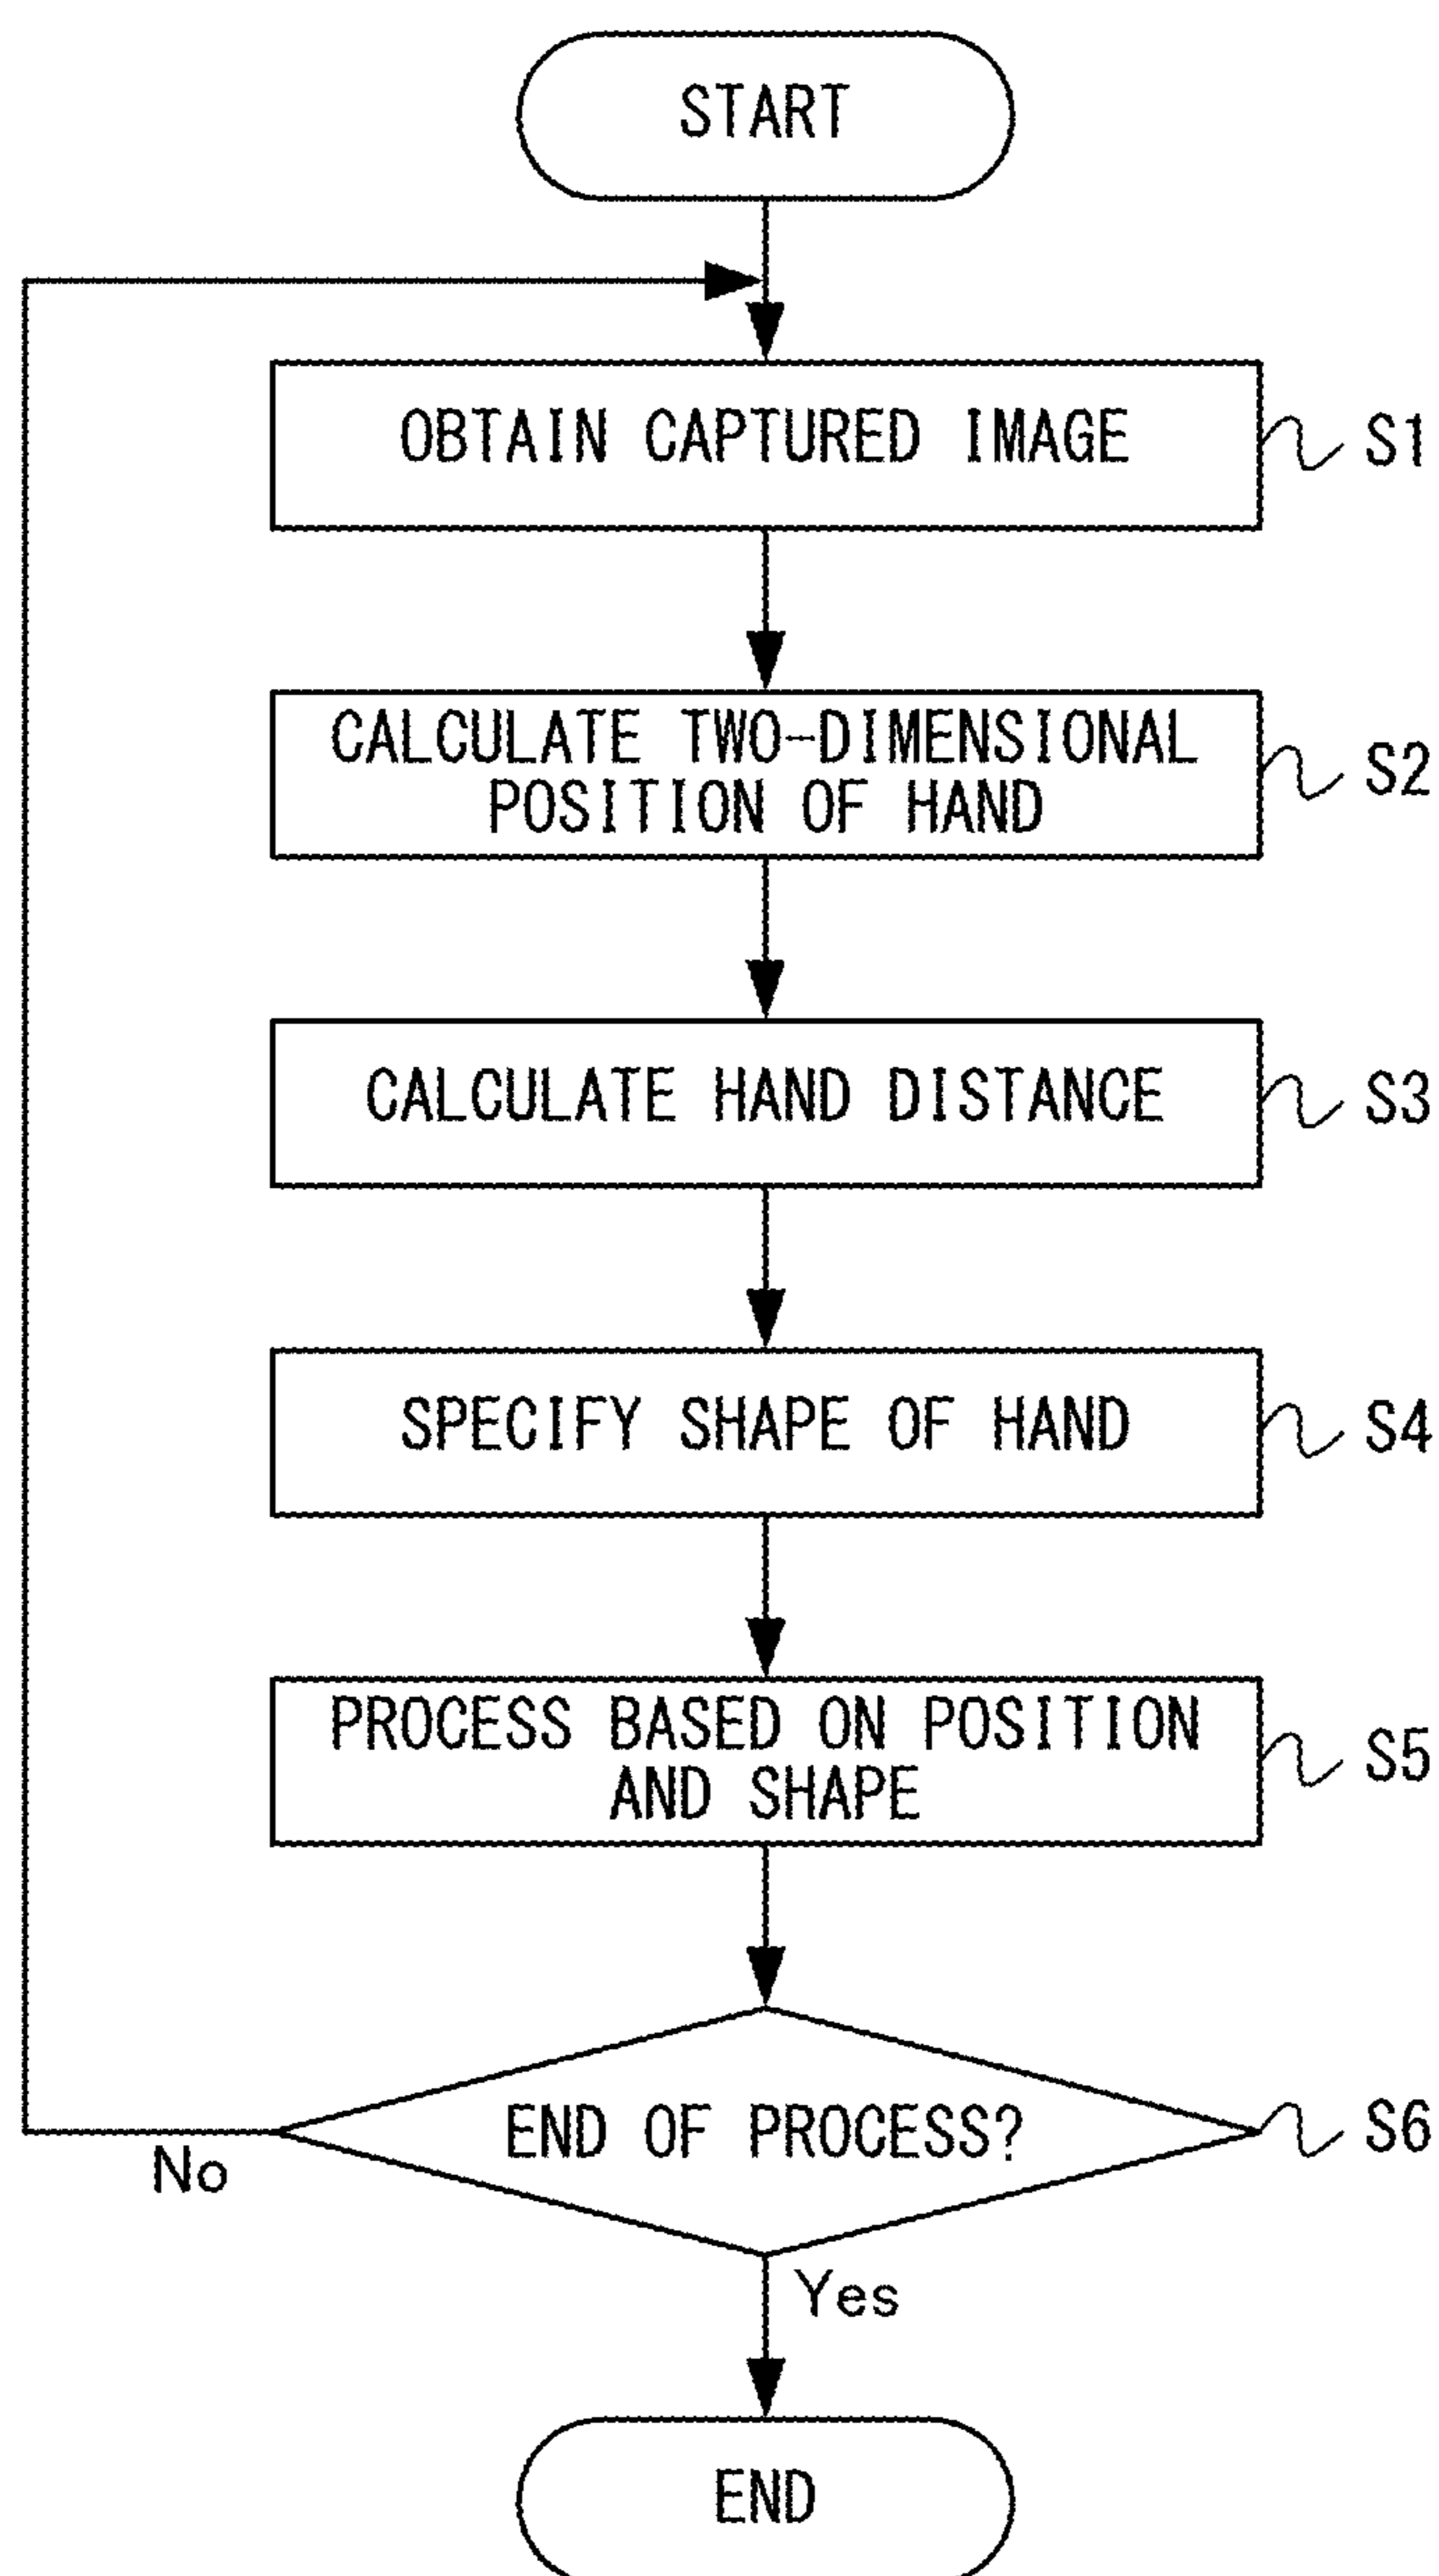 START
OBTAIN CAPTURED IMAGE
S1
CALCULATE TWO-DIMENSIONAL
POSITION OF HAND
S2
CALCULATE HAND DISTANCE
S3
SPECIFY SHAPE OF HAND
S4
PROCESS BASED ON POSITION
AND SHAPE
S5
END OF PROCESS?
S6
No
Yes
END